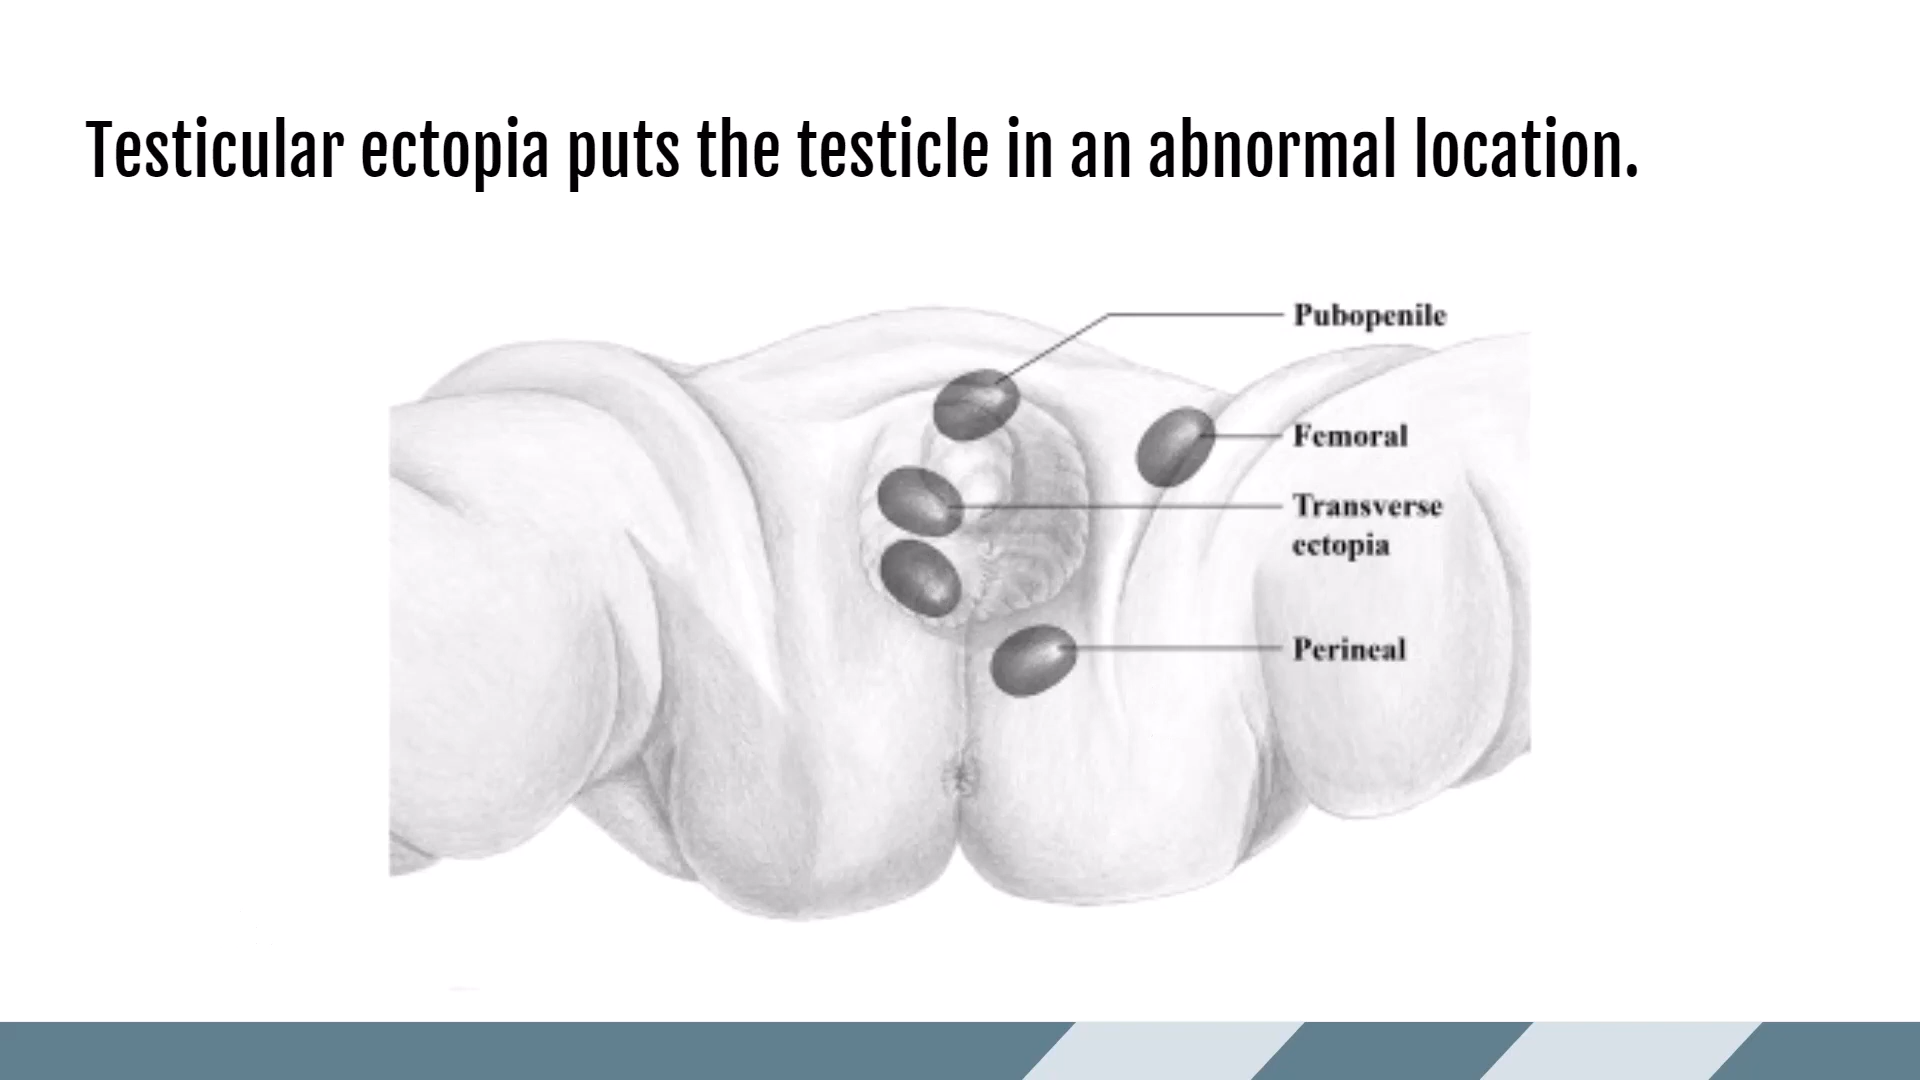 Testicular ectopia puts the testicle in an abnormal location.
Pubopenile
Femoral
Transverse
ectopia
Perineal